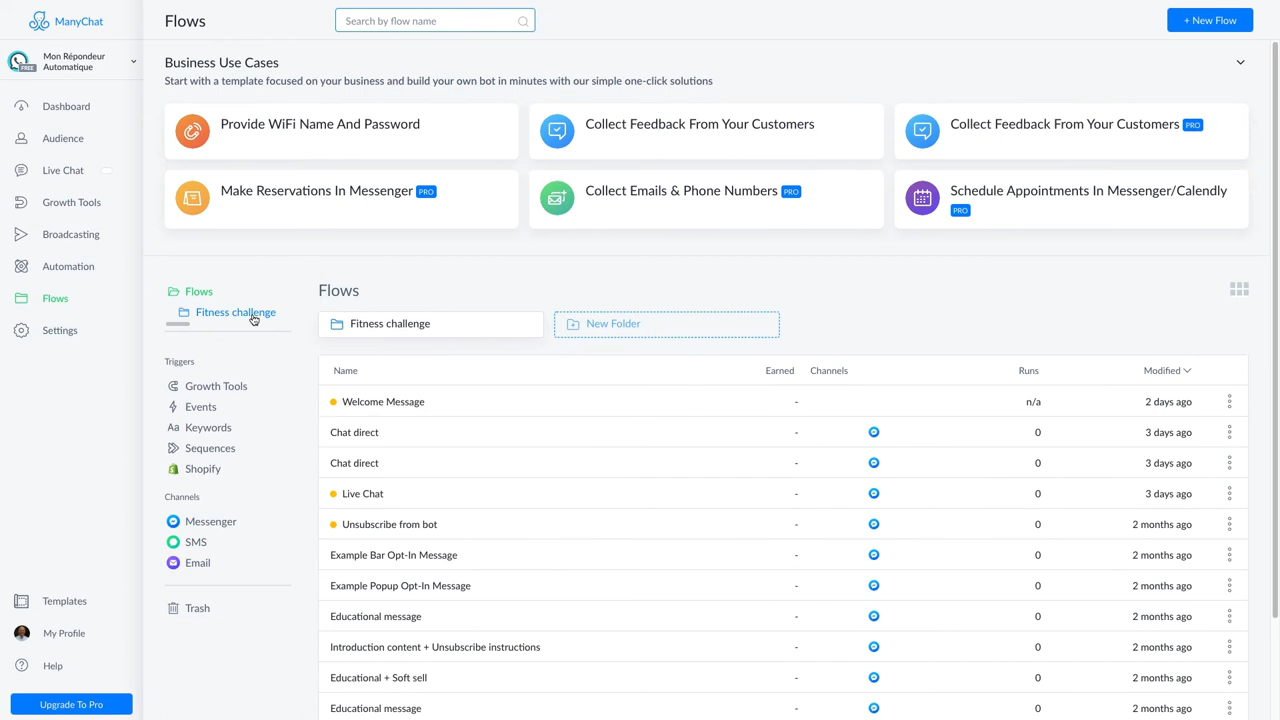 ManyChat
Flows
Search by flow name
+ New Flow
Mon Répondeur
Automatique
FREE
Dashboard
Audience
Live Chat
Growth Tools
Broadcasting
Automation
Flows
Settings
Templates
My Profile
Help
Upgrade To Pro
Business Use Cases
Start with a template focused on your business and build your own bot in minutes with our simple one-click solutions
Provide WiFi Name And Password
Collect Feedback From Your Customers
Collect Feedback From Your Customers PRO
Make Reservations In Messenger PRO
Collect Emails & Phone Numbers PRO
Schedule Appointments In Messenger/Calendly
PRO
Flows
Fitness challenge
Triggers
Growth Tools
Events
Aa Keywords
Sequences
Shopify
Channels
Messenger
SMS
Email
Trash
Flows
Fitness challenge
New Folder
Name Earned Channels Runs Modified
Welcome Message - n/a 2 days ago
Chat direct - 0 3 days ago
Chat direct - 0 3 days ago
Live Chat - 0 3 days ago
Unsubscribe from bot - 0 2 months ago
Example Bar Opt-In Message - 0 2 months ago
Example Popup Opt-In Message - 0 2 months ago
Educational message - 0 2 months ago
Introduction content + Unsubscribe instructions - 0 2 months ago
Educational + Soft sell - 0 2 months ago
Educational message - 0 2 months ago